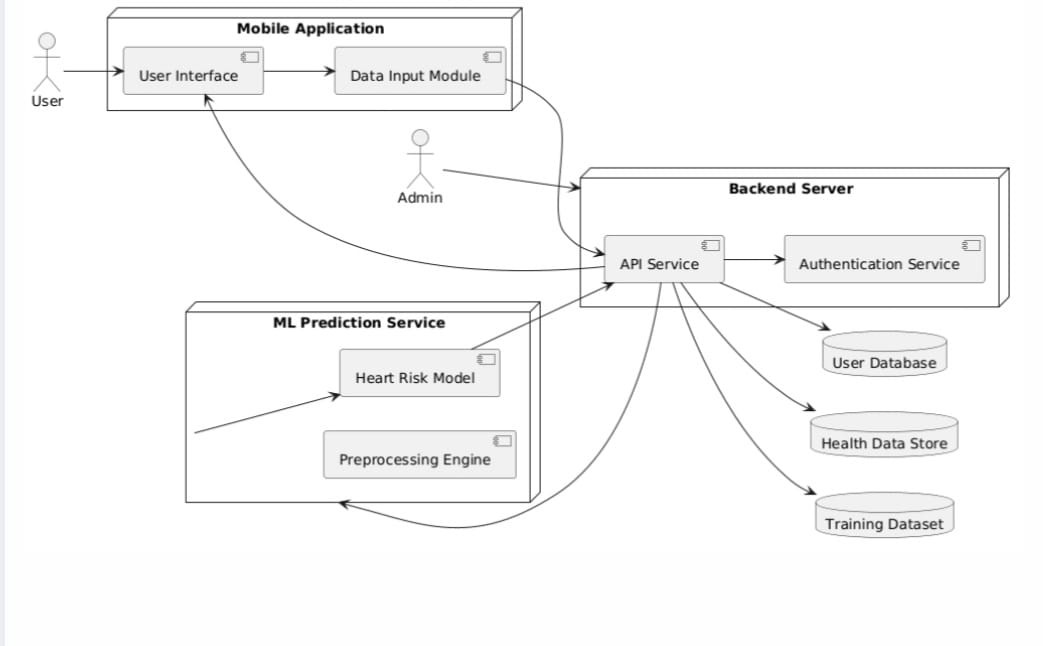 Mobile Application
User Interface
Data Input Module
User
Admin
Backend Server
API Service
Authentication Service
ML Prediction Service
Heart Risk Model
Preprocessing Engine
User Database
Health Data Store
Training Dataset